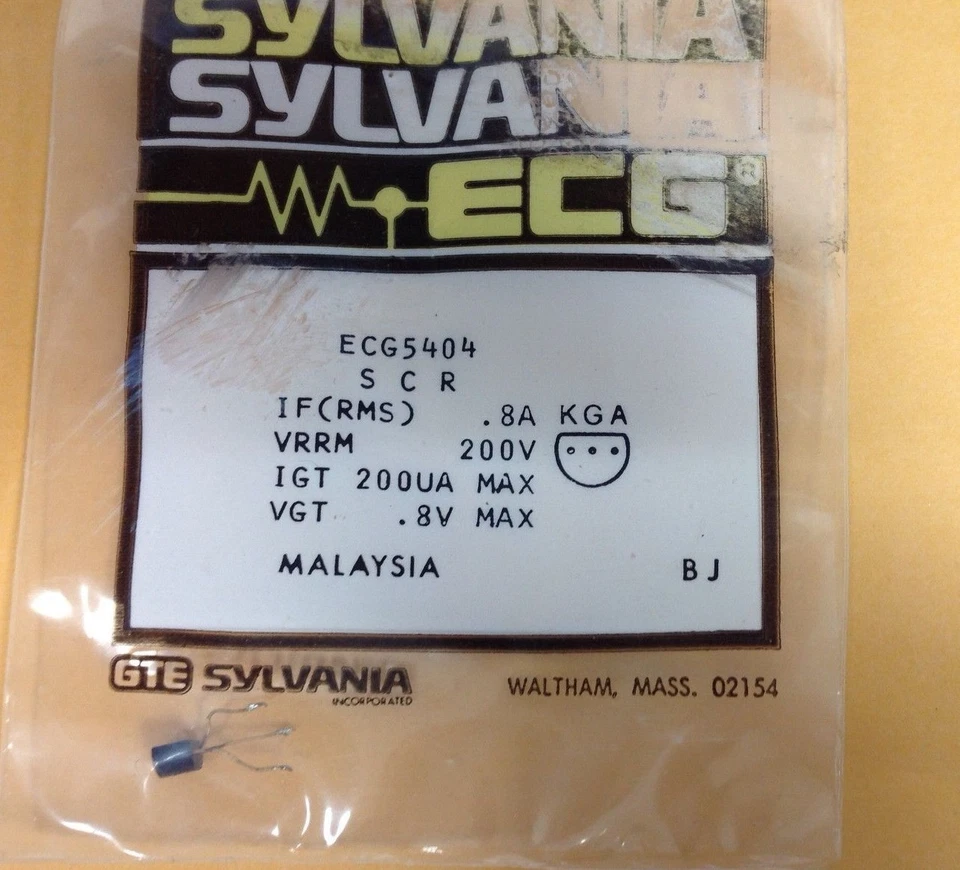 SYLVANIA
SYLVANIA
ECG®
ECG5404
S C R
IF(RMS) .8A KGA
VRRM 200V
IGT 200UA MAX
VGT .8V MAX
MALAYSIA BJ
GTE SYLVANIA
INCORPORATED
WALTHAM, MASS. 02154